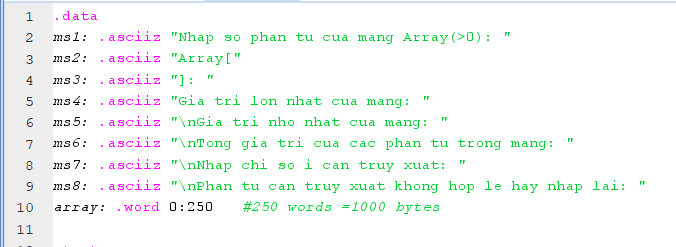 1 .data
2 ms1: .asciiz "Nhap so phan tu cua mang Array(>0): "
3 ms2: .asciiz "Array["
4 ms3: .asciiz "]: "
5 ms4: .asciiz "Gia tri lon nhat cua mang: "
6 ms5: .asciiz "\nGia tri nho nhat cua mang: "
7 ms6: .asciiz "\nTong gia tri cua cac phan tu trong mang: "
8 ms7: .asciiz "\nNhap chi so i can truy xuat: "
9 ms8: .asciiz "\nPhan tu can truy xuat khong hop le hay nhap lai: "
10 array: .word 0:250 #250 words =1000 bytes
11